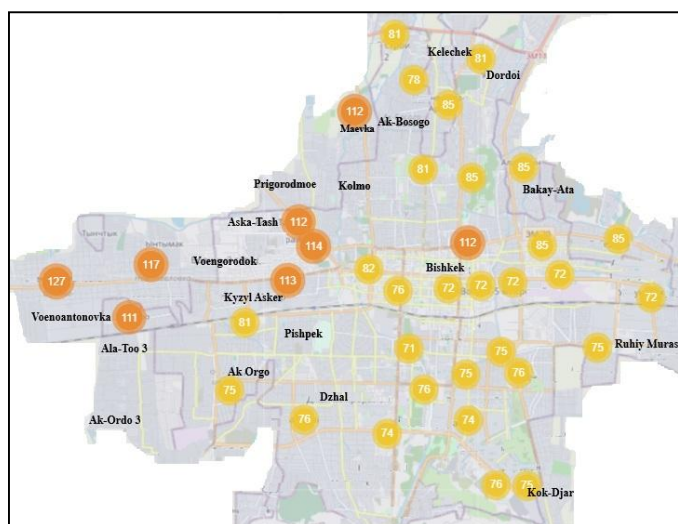 81
Kelechek
81
Dordoi
78
85
112
Maevka
Ak-Bosogo
81
85
85
Bakay-Ata
Prigorodmoe
Kolmo
Aska-Tash
112
114
112
85
85
117
Voengorodok
82
Bishkek
72
127
113
76
72
72
72
72
Kyzyl Asker
Voenoantonovka
111
81
Pishpek
Ala-Too 3
71
75
75
Ruhiy Muras
Ak Orgo
75
76
75
76
Dzhal
Ak-Ordo 3
76
74
74
76
75
Kok-Djar